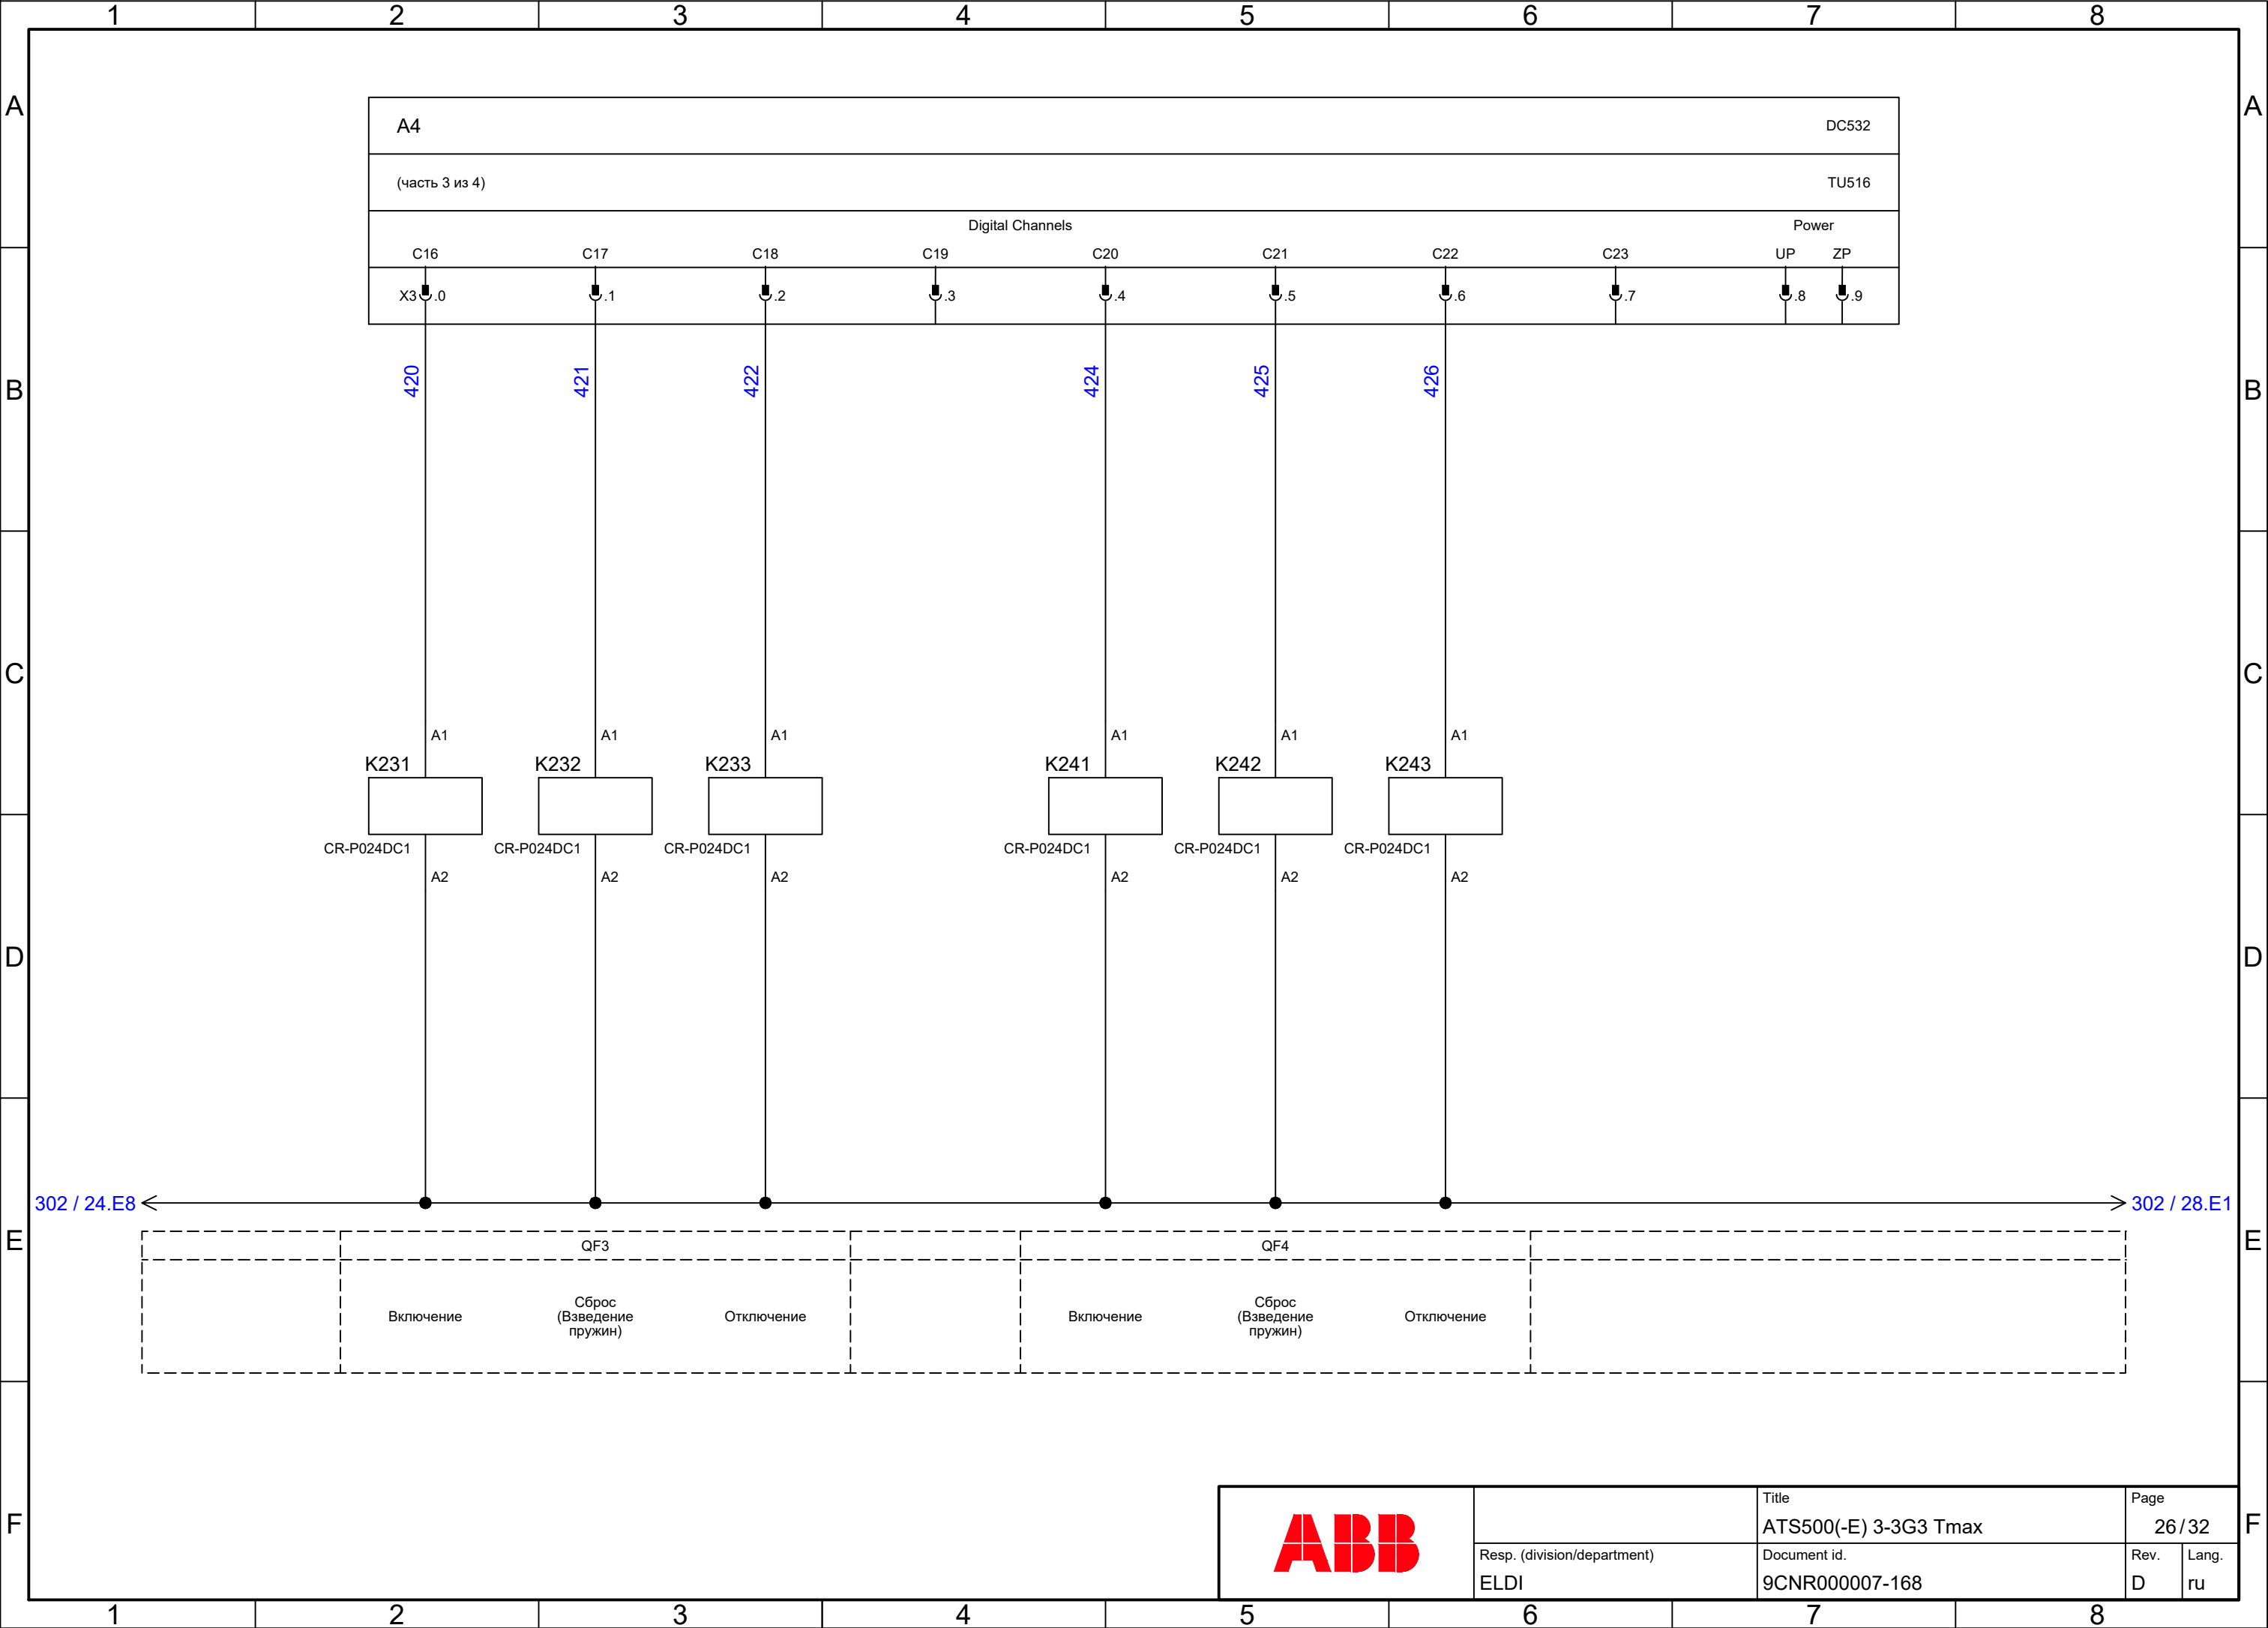 1 2 3 4 5 6 7 8
A A
A4 DC532
(часть 3 из 4) TU516
Digital Channels Power
C16 C17 C18 C19 C20 C21 C22 C23 UP ZP
X3 .0 .1 .2 .3 .4 .5 .6 .7 .8 .9
B B
420 421 422 424 425 426
C C
A1 A1 A1 A1 A1 A1
K231 K232 K233 K241 K242 K243
CR-P024DC1 CR-P024DC1 CR-P024DC1 CR-P024DC1 CR-P024DC1 CR-P024DC1
A2 A2 A2 A2 A2 A2
D D
302 / 24.E8 302 / 28.E1
E E
QF3 QF4
Включение
Сброс
(Взведение
пружин)
Отключение
Включение
Сброс
(Взведение
пружин)
Отключение
F F
ABB
Title
ATS500(-E) 3-3G3 Tmax
Page
26/32
Resp. (division/department)
ELDI
Document id.
9CNR000007-168
Rev.
D
Lang.
ru
1 2 3 4 5 6 7 8